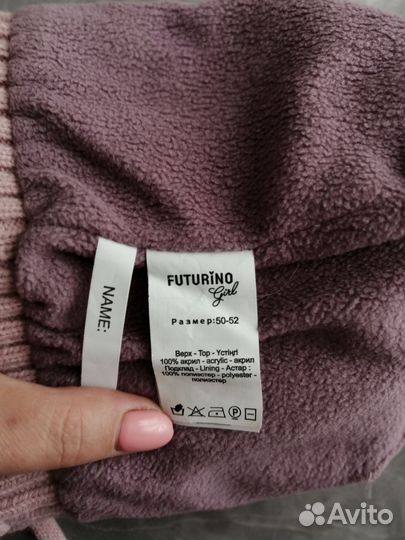 NAME:
FUTURINO
Girl
Размер:50-52
Верх - Top - Үстіңгі
100% акрил - acrylic - акрил
Подклад - Lining - Астар :
100% полиэстер - polyester -
полиэстер
P
Avito